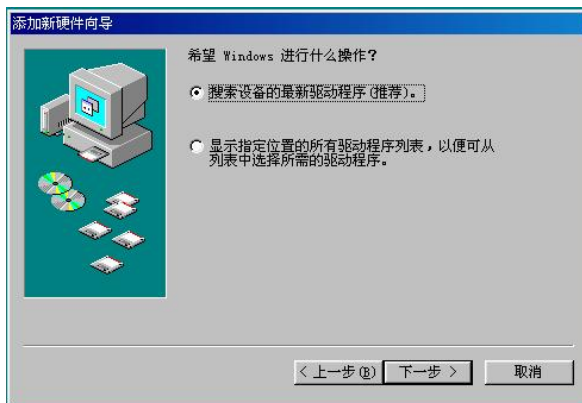 添加新硬件向导
希望 Windows 进行什么操作？
搜索设备的最新驱动程序(推荐)。
显示指定位置的所有驱动程序列表，以便可从
列表中选择所需的驱动程序。
< 上一步(B) 下一步 > 取消